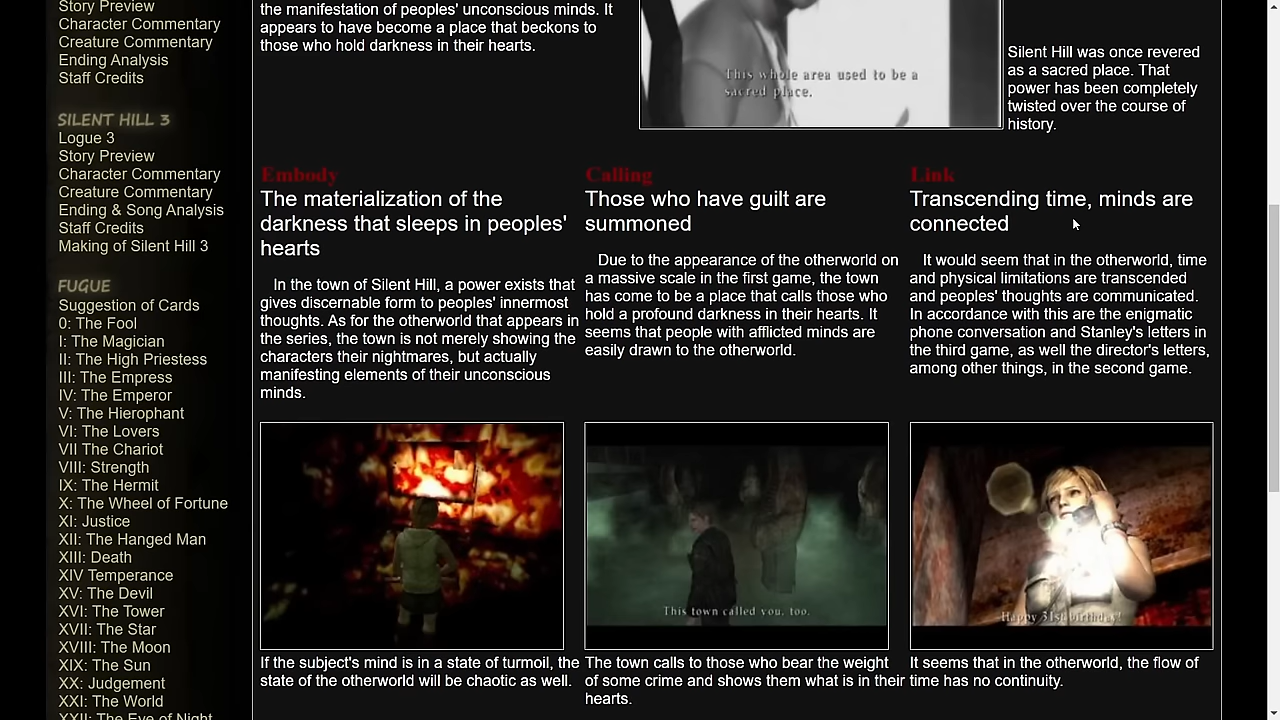 Story Preview
Character Commentary
Creature Commentary
Ending Analysis
Staff Credits
SILENT HILL 3
Logue 3
Story Preview
Character Commentary
Creature Commentary
Ending & Song Analysis
Staff Credits
Making of Silent Hill 3
FUGUE
Suggestion of Cards
0: The Fool
I: The Magician
II: The High Priestess
III: The Empress
IV: The Emperor
V: The Hierophant
VI: The Lovers
VII The Chariot
VIII: Strength
IX: The Hermit
X: The Wheel of Fortune
XI: Justice
XII: The Hanged Man
XIII: Death
XIV Temperance
XV: The Devil
XVI: The Tower
XVII: The Star
XVIII: The Moon
XIX: The Sun
XX: Judgement
XXI: The World
XXII: The Eye of Night
the manifestation of peoples' unconscious minds. It
appears to have become a place that beckons to
those who hold darkness in their hearts.
This whole area used to be a
sacred place.
Silent Hill was once revered
as a sacred place. That
power has been completely
twisted over the course of
history.
Embody
The materialization of the
darkness that sleeps in peoples'
hearts
In the town of Silent Hill, a power exists that
gives discernable form to peoples' innermost
thoughts. As for the otherworld that appears in
the series, the town is not merely showing the
characters their nightmares, but actually
manifesting elements of their unconscious
minds.
If the subject's mind is in a state of turmoil, the
state of the otherworld will be chaotic as well.
Calling
Those who have guilt are
summoned
Due to the appearance of the otherworld on
a massive scale in the first game, the town
has come to be a place that calls those who
hold a profound darkness in their hearts. It
seems that people with afflicted minds are
easily drawn to the otherworld.
This town called you, too.
The town calls to those who bear the weight
of some crime and shows them what is in their
hearts.
Link
Transcending time, minds are
connected
It would seem that in the otherworld, time
and physical limitations are transcended
and peoples' thoughts are communicated.
In accordance with this are the enigmatic
phone conversation and Stanley's letters in
the third game, as well the director's letters,
among other things, in the second game.
Happy 31st birthday!
It seems that in the otherworld, the flow of
time has no continuity.